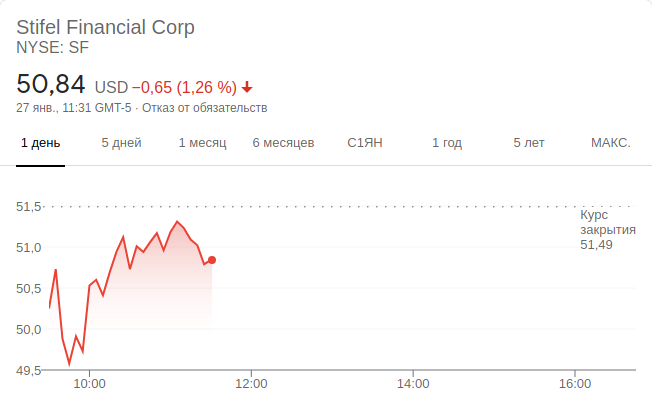 Stifel Financial Corp
NYSE: SF
50,84 USD −0,65 (1,26 %)
27 янв., 11:31 GMT-5 · Отказ от обязательств
1 день 5 дней 1 месяц 6 месяцев С1ЯН 1 год 5 лет МАКС.
51,5
Курс
закрытия
51,49
51,0
50,5
50,0
49,5
10:00 12:00 14:00 16:00